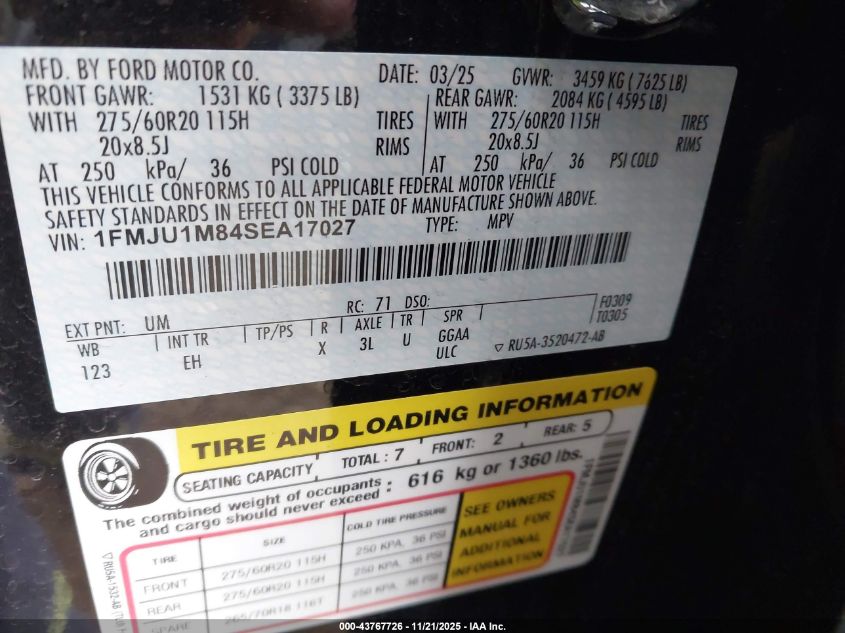 MFD. BY FORD MOTOR CO. DATE: 03/25 GVWR: 3459 KG ( 7625 LB)
FRONT GAWR: 1531 KG ( 3375 LB) REAR GAWR: 2084 KG ( 4595 LB)
WITH 275/60R20 115H TIRES WITH 275/60R20 115H TIRES
20x8.5J RIMS 20x8.5J RIMS
AT 250 kPa/ 36 PSI COLD AT 250 kPa/ 36 PSI COLD
THIS VEHICLE CONFORMS TO ALL APPLICABLE FEDERAL MOTOR VEHICLE
SAFETY STANDARDS IN EFFECT ON THE DATE OF MANUFACTURE SHOWN ABOVE.
VIN: 1FMJU1M84SEA17027 TYPE: MPV
EXT PNT: UM RC: 71 DSO: F0309
T0305
WB INT TR TP/PS R AXLE TR SPR
123 EH X 3L U GGAA
ULC ▽ RU5A-3520472-AB
TIRE AND LOADING INFORMATION
SEATING CAPACITY TOTAL : 7 FRONT: 2 REAR: 5
The combined weight of occupants and cargo should never exceed : 616 kg or 1360 lbs.
TIRE SIZE COLD TIRE PRESSURE
FRONT 275/60R20 115H 250 KPA, 36 PSI
REAR 275/60R20 115H 250 KPA, 36 PSI
SPARE 265/70R18 116T 250 KPA, 36 PSI
SEE OWNERS
MANUAL FOR
ADDITIONAL
INFORMATION
000-43767726 - 11/21/2025 - IAA Inc.